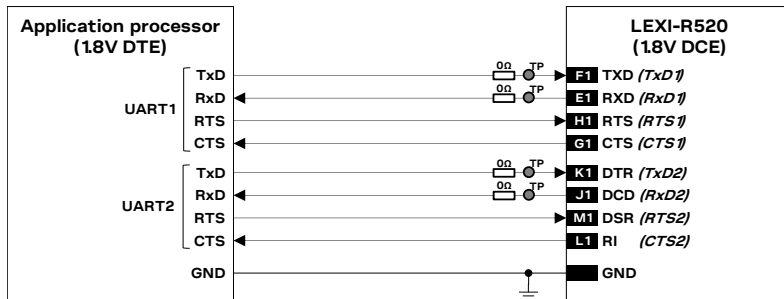 Application processor LEXI-R520
(1.8V DTE) (1.8V DCE)
0Ω TP
TxD F1 TXD (TxD1)
0Ω TP
RxD E1 RXD (RxD1)
UART1
RTS H1 RTS (RTS1)
CTS G1 CTS (CTS1)
0Ω TP
TxD K1 DTR (TxD2)
0Ω TP
RxD J1 DCD (RxD2)
UART2
RTS M1 DSR (RTS2)
CTS L1 RI (CTS2)
GND GND